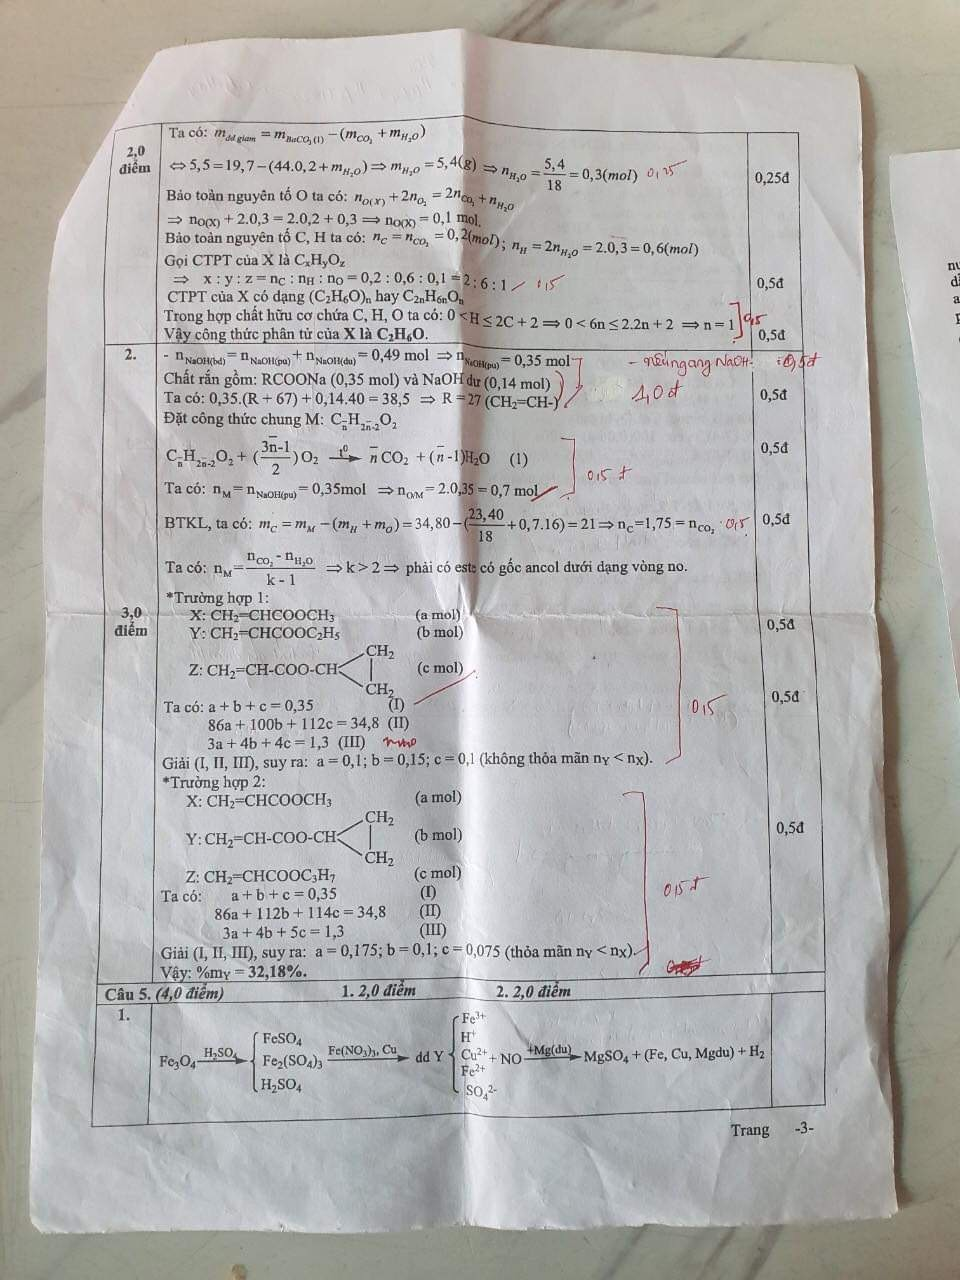 Ta có: m_dd giảm = m_BaCO₃(1) − (m_CO₂ + m_H₂O)
2,0 điểm
⇔ 5,5 = 19,7 − (44.0,2 + m_H₂O) ⇒ m_H₂O = 5,4(g) ⇒ n_H₂O = 5,4/18 = 0,3(mol) 0,25
0,25đ
Bảo toàn nguyên tố O ta có: n_O(X) + 2n_O₂ = 2n_CO₂ + n_H₂O
⇒ n_O(X) + 2.0,3 = 2.0,2 + 0,3 ⟹ n_O(X) = 0,1 mol.
Bảo toàn nguyên tố C, H ta có: n_C = n_CO₂ = 0,2(mol); n_H = 2n_H₂O = 2.0,3 = 0,6(mol)
Gọi CTPT của X là CₓHᵧO_z
⇒ x : y : z = n_C : n_H : n_O = 0,2 : 0,6 : 0,1 = 2 : 6 : 1 0,5
0,5đ
CTPT của X có dạng (C₂H₆O)ₙ hay C₂ₙH₆ₙOₙ
Trong hợp chất hữu cơ chứa C, H, O ta có: 0 < H ≤ 2C + 2 ⇒ 0 < 6n ≤ 2.2n + 2 ⇒ n = 1 0,5
Vậy công thức phân tử của X là C₂H₆O.
0,5đ
2.
- n_NaOH(bđ) = n_NaOH(pư) + n_NaOH(dư) = 0,49 mol ⇒ n_NaOH(pư) = 0,35 mol
Chất rắn gồm: RCOONa (0,35 mol) và NaOH dư (0,14 mol)
1,0 đ
0,5đ
Ta có: 0,35.(R + 67) + 0,14.40 = 38,5 ⇒ R = 27 (CH₂=CH-)
Đặt công thức chung M: C_n̄H_2n̄-2O₂
C_n̄H_2n̄-2O₂ + ((3n̄-1)/2) O₂ —t⁰→ n̄ CO₂ + (n̄-1)H₂O (1)
0,5 đ
0,5đ
Ta có: n_M = n_NaOH(pư) = 0,35mol ⇒ n_O/M = 2.0,35 = 0,7 mol
BTKL, ta có: m_C = m_M − (m_H + m_O) = 34,80 − (23,40/18 + 0,7.16) = 21 ⇒ n_C = 1,75 = n_CO₂. 0,5
0,5đ
Ta có: n_M = (n_CO₂ - n_H₂O)/(k - 1) ⇒ k > 2 ⇒ phải có este có gốc ancol dưới dạng vòng no.
*Trường hợp 1:
3,0 điểm
X: CH₂=CHCOOCH₃ (a mol)
0,5đ
Y: CH₂=CHCOOC₂H₅ (b mol)
CH₂
Z: CH₂=CH-COO-CH (c mol)
CH₂
Ta có: a + b + c = 0,35 (I)
0,5
0,5đ
86a + 100b + 112c = 34,8 (II)
3a + 4b + 4c = 1,3 (III)
Giải (I, II, III), suy ra: a = 0,1; b = 0,15; c = 0,1 (không thỏa mãn n_Y < n_X).
*Trường hợp 2:
X: CH₂=CHCOOCH₃ (a mol)
CH₂
Y: CH₂=CH-COO-CH (b mol)
0,5đ
CH₂
Z: CH₂=CHCOOC₃H₇ (c mol)
Ta có: a + b + c = 0,35 (I)
0,5 đ
86a + 112b + 114c = 34,8 (II)
3a + 4b + 5c = 1,3 (III)
Giải (I, II, III), suy ra: a = 0,175; b = 0,1; c = 0,075 (thỏa mãn n_Y < n_X).
Vậy: %m_Y = 32,18%.
Câu 5. (4,0 điểm) 1. 2,0 điểm 2. 2,0 điểm
1.
Fe₃O₄ —H₂SO₄→ { FeSO₄ Fe₂(SO₄)₃ H₂SO₄ —Fe(NO₃)₃, Cu→ dd Y { Fe³⁺ H⁺ Cu²⁺ Fe²⁺ SO₄²⁻ + NO —+Mg(dư)→ MgSO₄ + (Fe, Cu, Mgdư) + H₂
Trang -3-